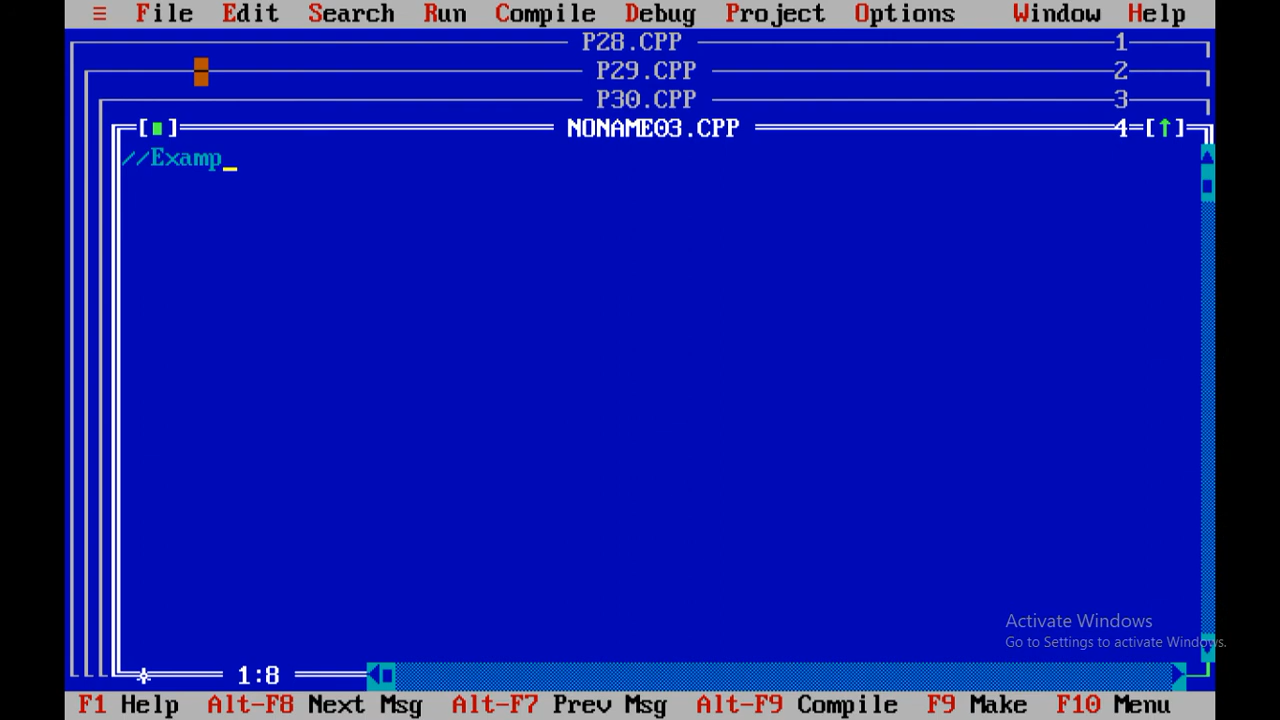 ≡ File Edit Search Run Compile Debug Project Options Window Help
P28.CPP 1
P29.CPP 2
P30.CPP 3
[■] NONAME03.CPP 4=[↑]
//Examp_
Activate Windows
Go to Settings to activate Windows.
1:8
F1 Help Alt-F8 Next Msg Alt-F7 Prev Msg Alt-F9 Compile F9 Make F10 Menu